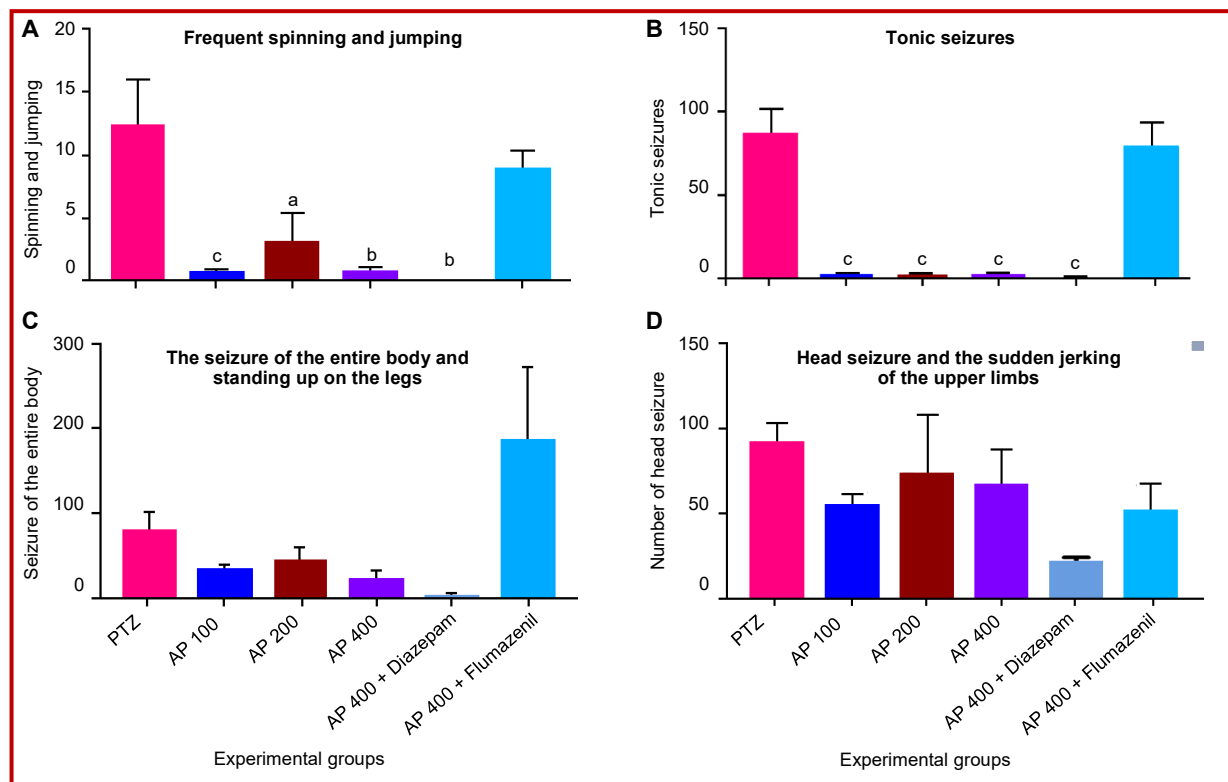 A
Frequent spinning and jumping
Spinning and jumping
20
15
10
5
0
c
a
b
b
B
Tonic seizures
Tonic seizures
150
100
50
0
c
c
c
c
C
The seizure of the entire body and
standing up on the legs
Seizure of the entire body
300
200
100
0
PTZ
AP 100
AP 200
AP 400
AP 400 + Diazepam
AP 400 + Flumazenil
Experimental groups
D
Head seizure and the sudden jerking
of the upper limbs
Number of head seizure
150
100
50
0
PTZ
AP 100
AP 200
AP 400
AP 400 + Diazepam
AP 400 + Flumazenil
Experimental groups